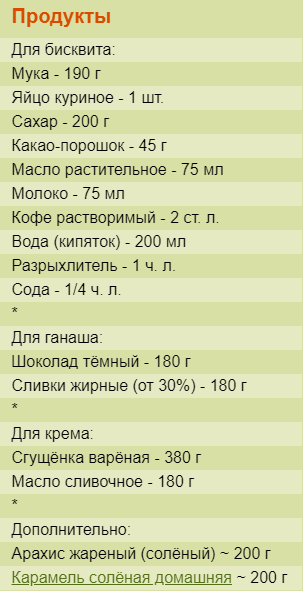 Продукты
Для бисквита:
Мука - 190 г
Яйцо куриное - 1 шт.
Сахар - 200 г
Какао-порошок - 45 г
Масло растительное - 75 мл
Молоко - 75 мл
Кофе растворимый - 2 ст. л.
Вода (кипяток) - 200 мл
Разрыхлитель - 1 ч. л.
Сода - 1/4 ч. л.
*
Для ганаша:
Шоколад тёмный - 180 г
Сливки жирные (от 30%) - 180 г
*
Для крема:
Сгущёнка варёная - 380 г
Масло сливочное - 180 г
*
Дополнительно:
Арахис жареный (солёный) ~ 200 г
Карамель солёная домашняя ~ 200 г